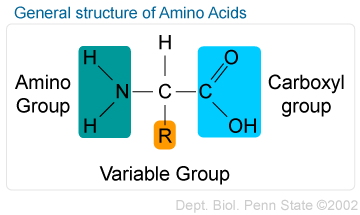 General structure of Amino Acids
H H O
Amino Group
N C C
Carboxyl group
H R OH
Variable Group
Dept. Biol. Penn State ©2002